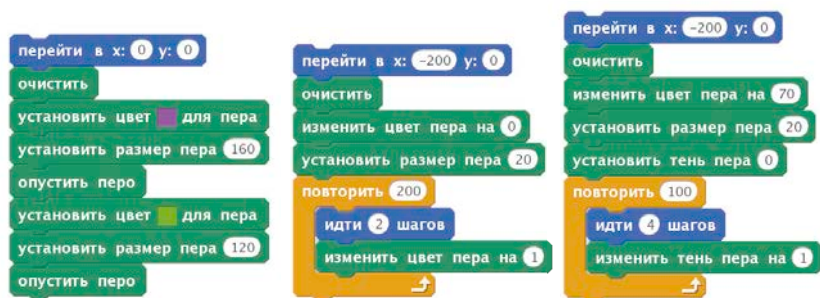 перейти в x: 0 y: 0
очистить
установить цвет для пера
установить размер пера 160
опустить перо
установить цвет для пера
установить размер пера 120
опустить перо
перейти в x: -200 y: 0
очистить
изменить цвет пера на 0
установить размер пера 20
повторить 200
идти 2 шагов
изменить цвет пера на 1
перейти в x: -200 y: 0
очистить
изменить цвет пера на 70
установить размер пера 20
установить тень пера 0
повторить 100
идти 4 шагов
изменить тень пера на 1